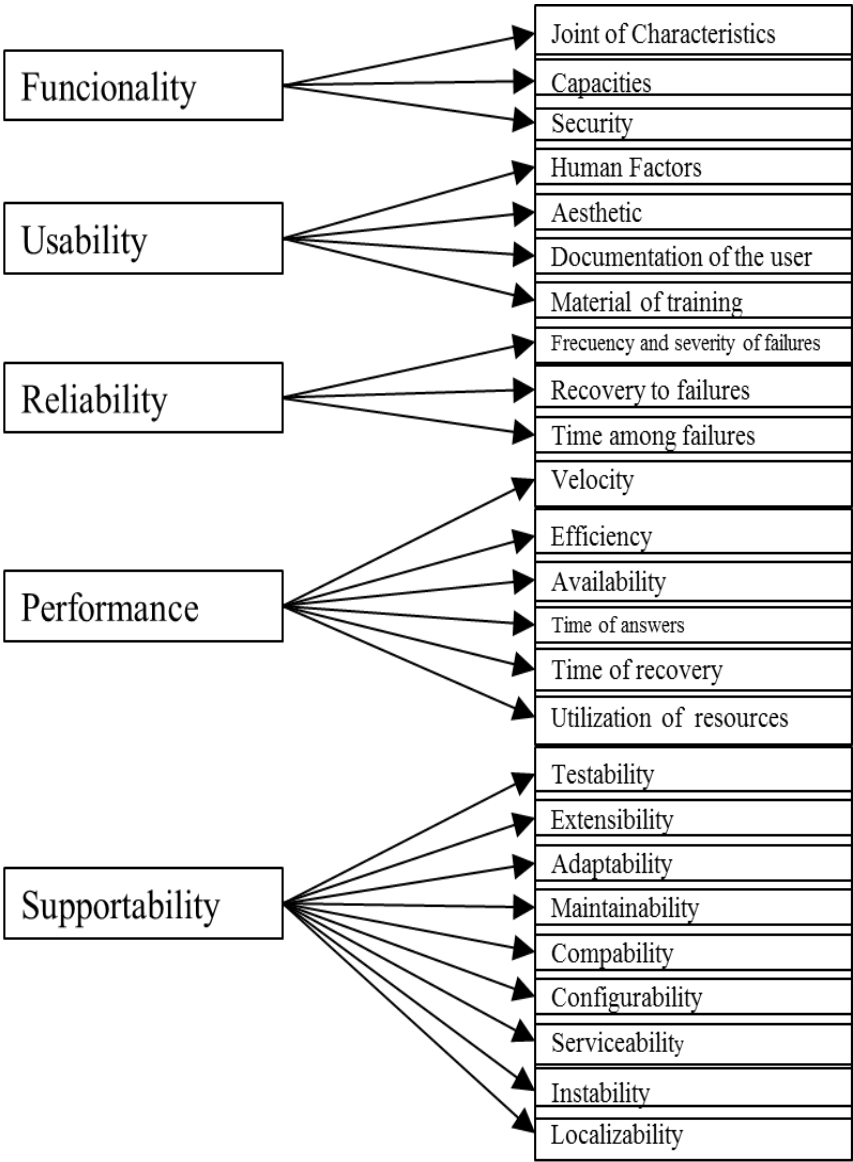 Funcionality
Joint of Characteristics
Capacities
Security
Usability
Human Factors
Aesthetic
Documentation of the user
Material of training
Reliability
Frecuency and severity of failures
Recovery to failures
Time among failures
Performance
Velocity
Efficiency
Availability
Time of answers
Time of recovery
Utilization of resources
Supportability
Testability
Extensibility
Adaptability
Maintainability
Compability
Configurability
Serviceability
Instability
Localizability